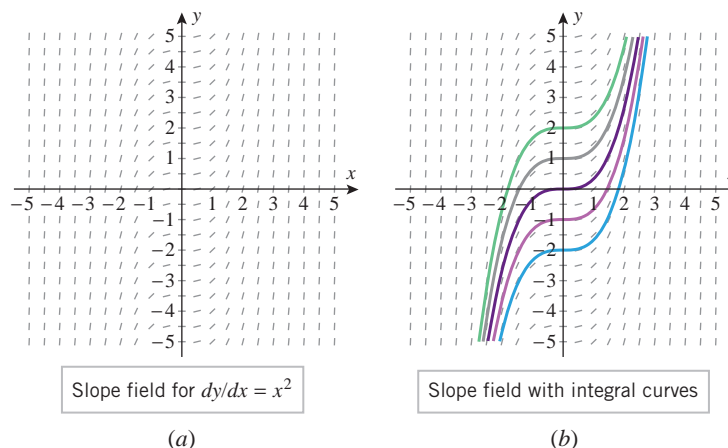 y
5
4
3
2
1
x
−5 −4 −3 −2 −1 1 2 3 4 5
−1
−2
−3
−4
−5
Slope field for dy/dx = x²
(a)
y
5
4
3
2
1
−5 −4 −3 −2 −1 1 2 3 4 5
−1
−2
−3
−4
−5
Slope field with integral curves
(b)